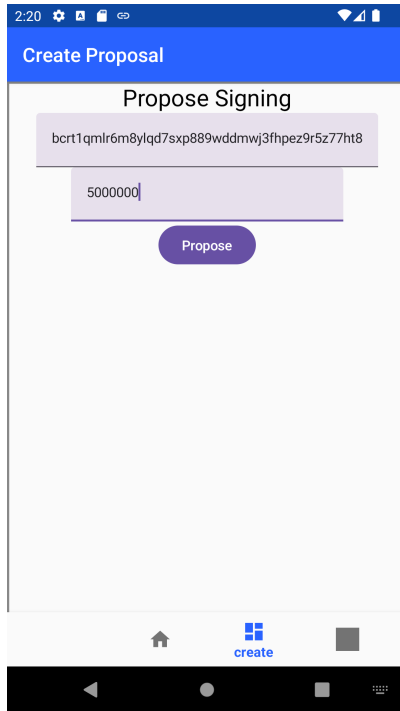 2:20
Create Proposal
Propose Signing
bcrt1qmlr6m8ylqd7sxp889wddmwj3fhpez9r5z77ht8
5000000
Propose
create